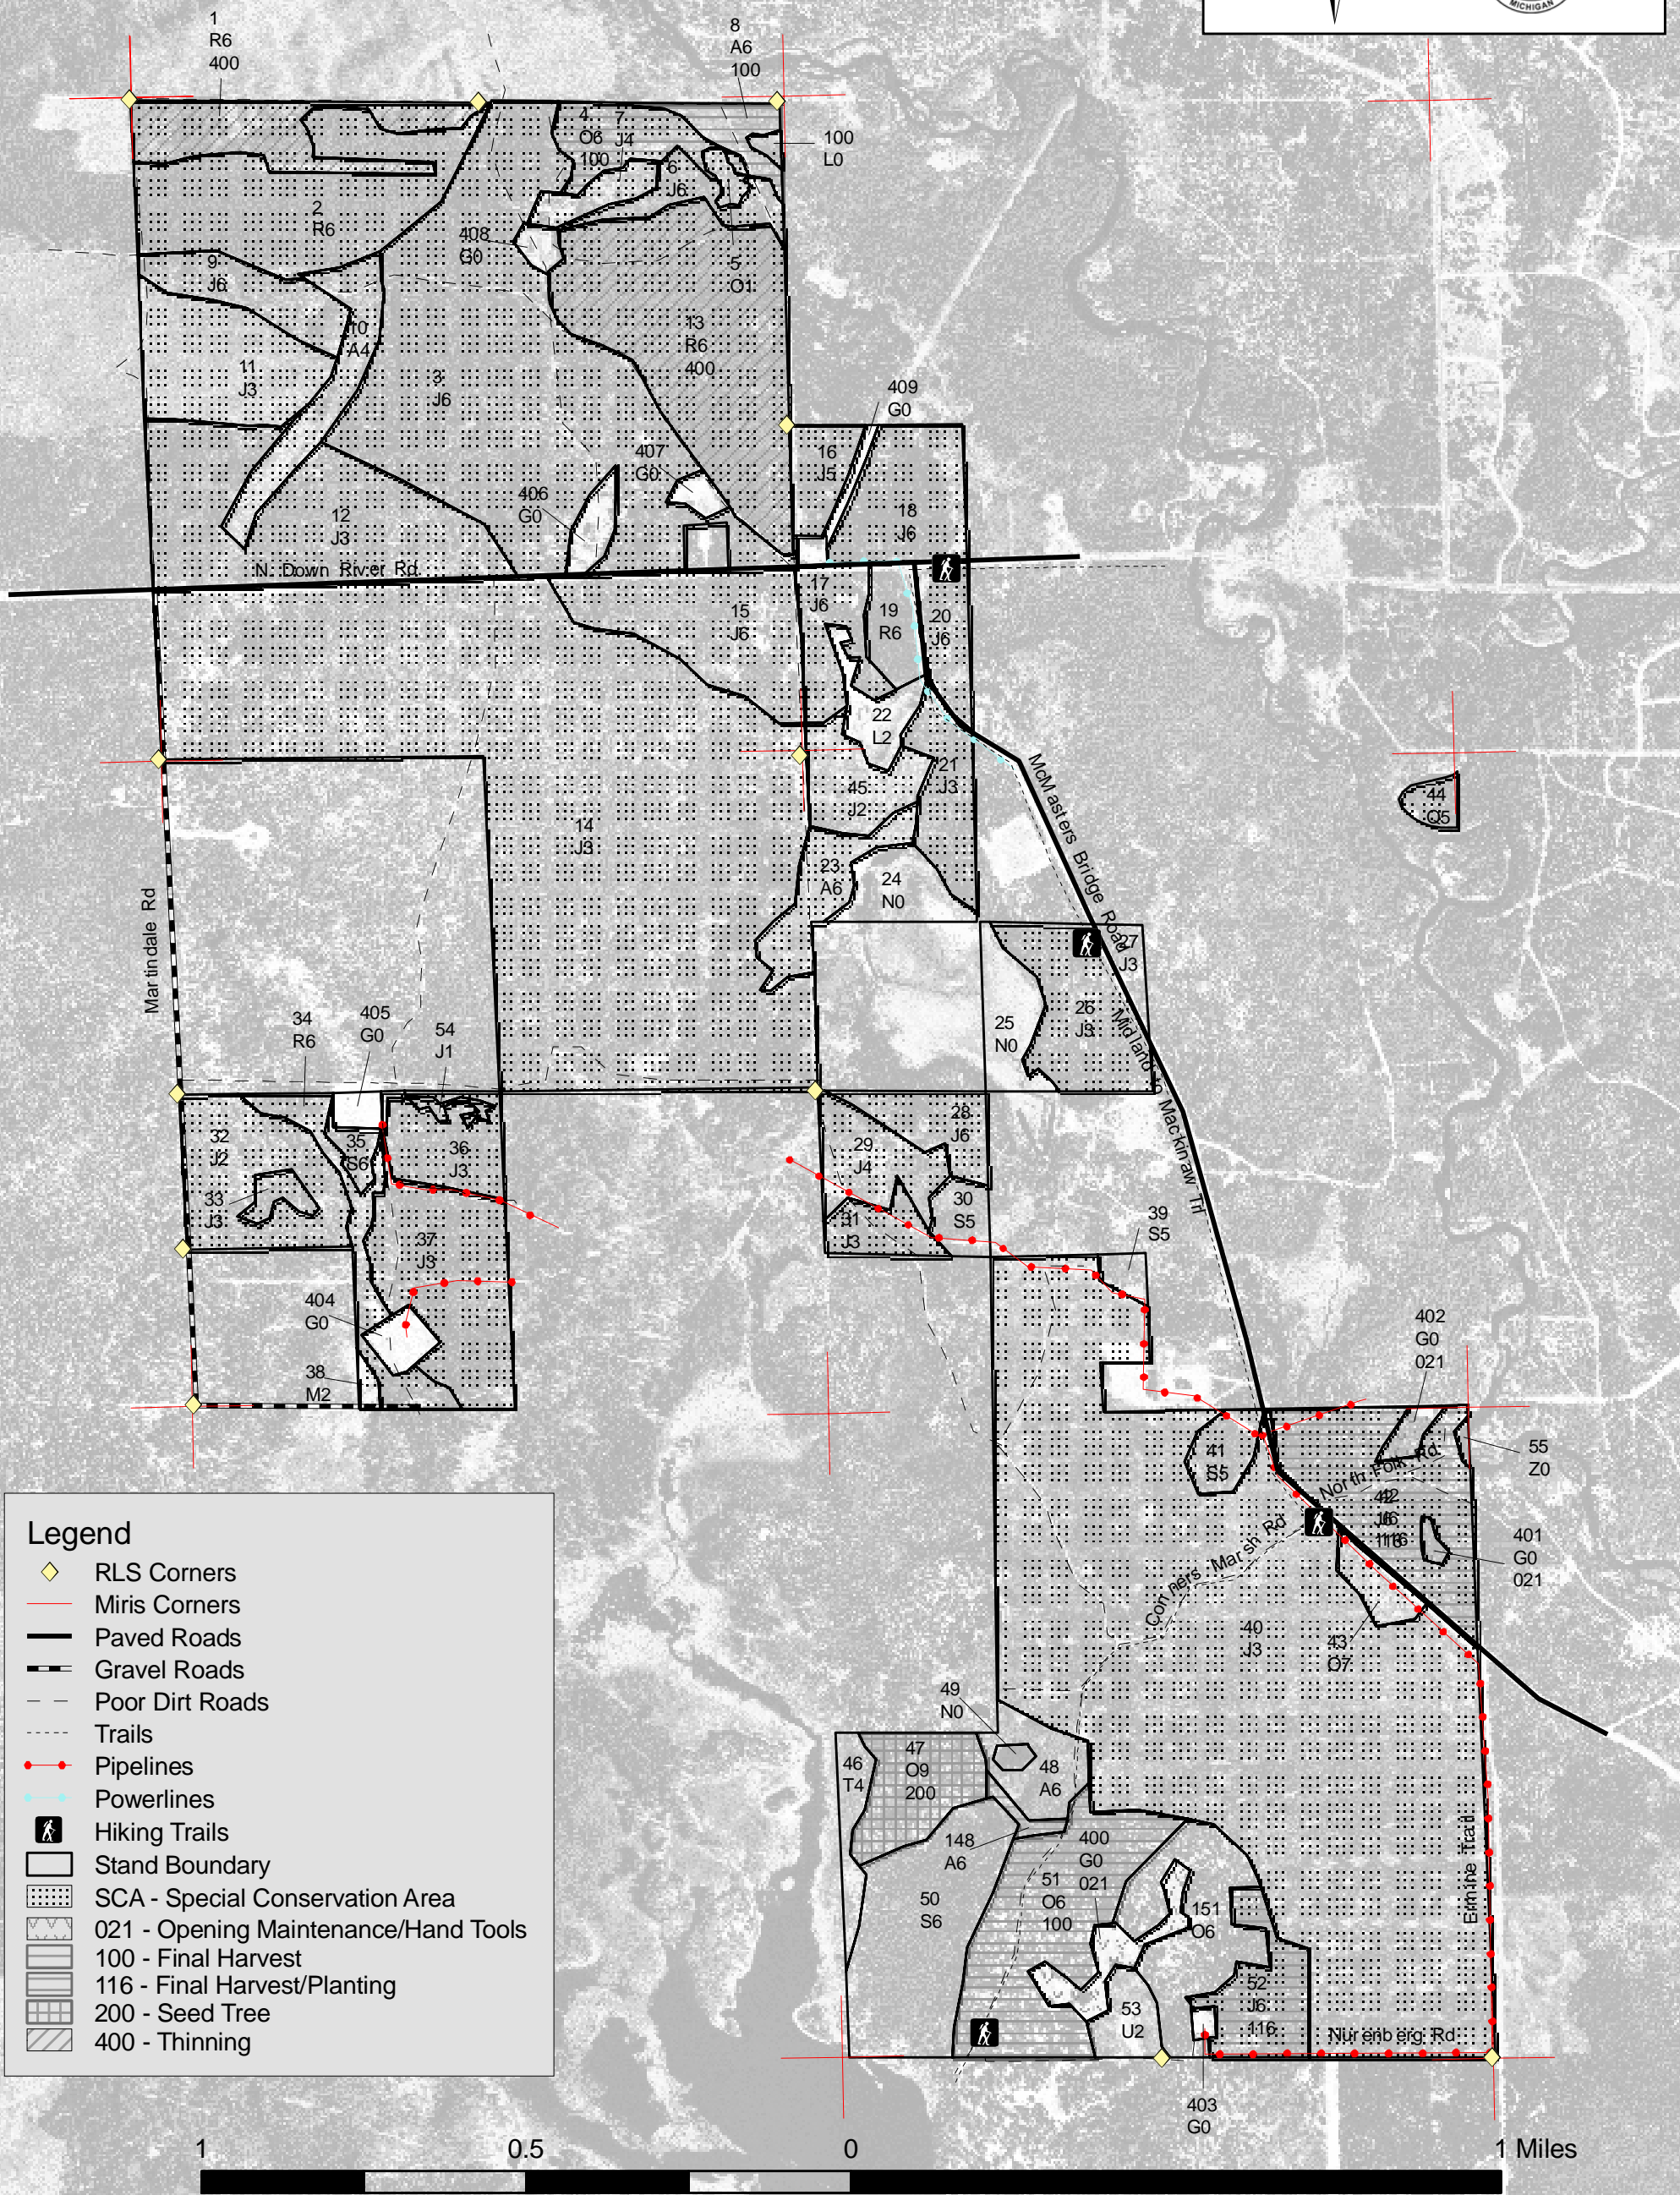 MICHIGAN
1
R6
400
8
A6
100
4
O6
100
7
J4
100
L0
6
J6
2
R6
408
G0
5
O1
9
J6
10
A4
13
R6
400
11
J3
3
J6
409
G0
407
G0
16
J5
406
G0
12
J3
18
J6
N Down River Rd
17
J6
15
J6
19
R6
20
J6
22
L2
21
J3
45
J2
McMasters Bridge Road
44
Q5
14
J3
23
A6
24
N0
Martindale Rd
27
J3
25
N0
26
J3
Midland to Mackinaw Trl
34
R6
405
G0
54
J1
32
J2
35
S6
36
J3
28
J6
29
J4
33
J3
30
S5
31
J3
39
S5
37
J3
404
G0
38
M2
402
G0
021
41
S5
55
Z0
North Folk Rd
42
J6
116
401
G0
021
Conners Marsh Rd
40
J3
43
O7
49
N0
46
T4
47
O9
200
48
A6
148
A6
400
G0
021
50
S6
51
O6
100
151
O6
Ermine Trail
52
J6
116
53
U2
Nurenberg Rd
403
G0
Legend
RLS Corners
Miris Corners
Paved Roads
Gravel Roads
Poor Dirt Roads
Trails
Pipelines
Powerlines
Hiking Trails
Stand Boundary
SCA - Special Conservation Area
021 - Opening Maintenance/Hand Tools
100 - Final Harvest
116 - Final Harvest/Planting
200 - Seed Tree
400 - Thinning
1 0.5 0 1 Miles